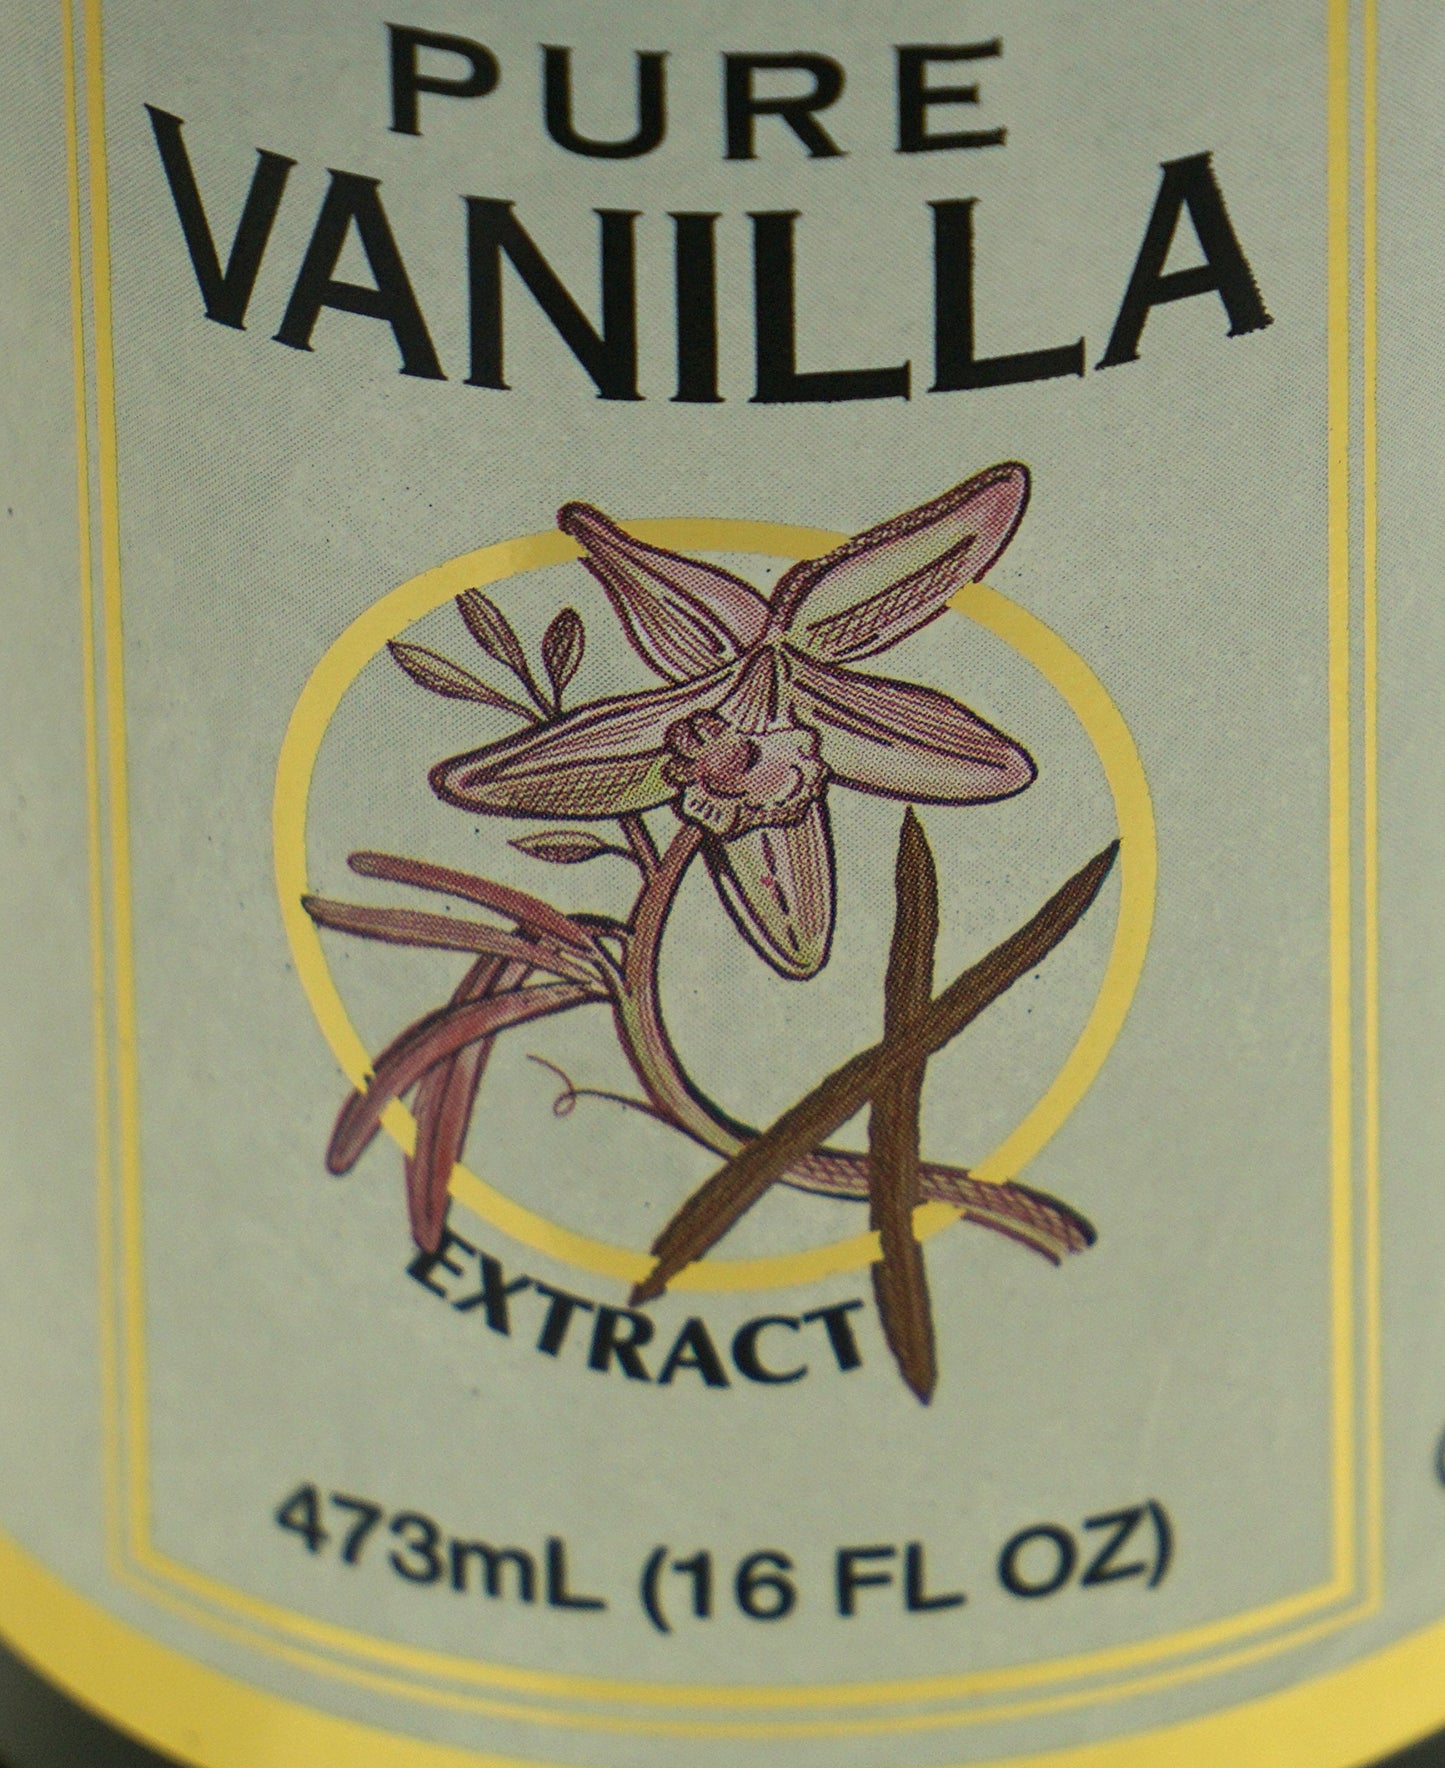 PURE
VANILLA
EXTRACT
473mL (16 FL OZ)